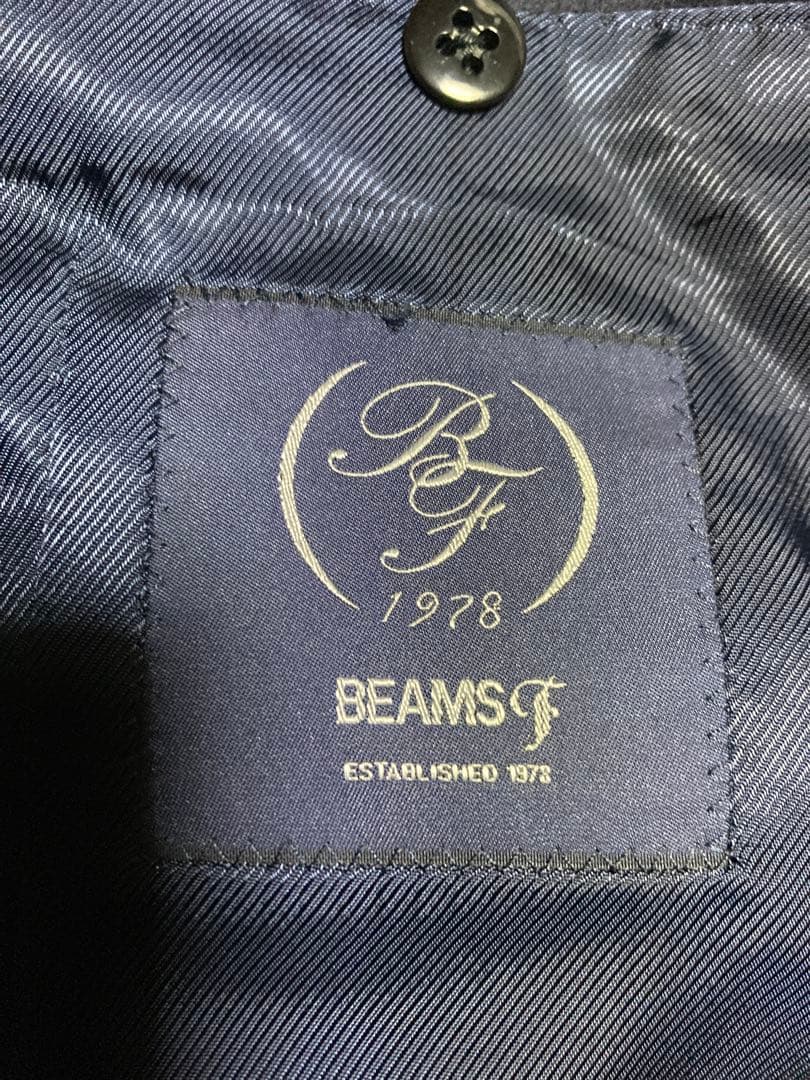 BF
1978
BEAMS F
ESTABLISHED 1978